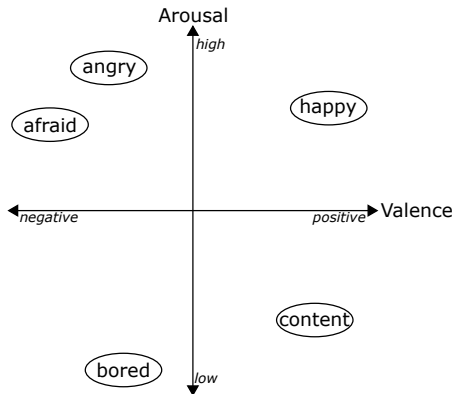 Arousal
high
angry
happy
afraid
negative
positive
Valence
content
bored
low